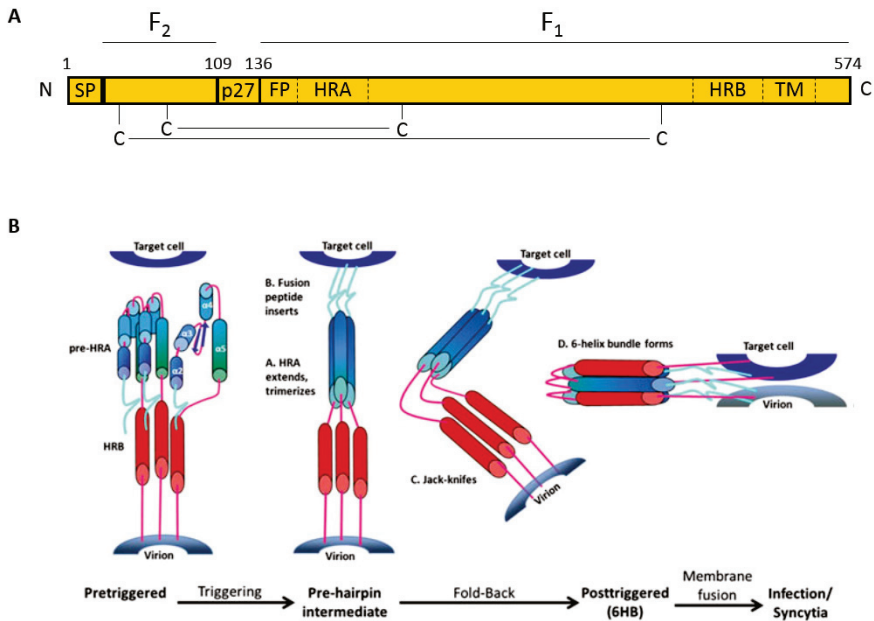 A
F2 F1
1 109 136 574
N SP p27 FP HRA HRB TM C
C C
C C
B
Target cell Target cell Target cell
B. Fusion
peptide
inserts
pre-HRA
α3 α4
α2 α5
A. HRA
extends,
trimerizes
HRB
C. Jack-knifes
D. 6-helix bundle forms
Target cell
Virion
Virion Virion Virion
Pretriggered Triggering Pre-hairpin
intermediate Fold-Back Posttriggered
(6HB) Membrane
fusion Infection/
Syncytia